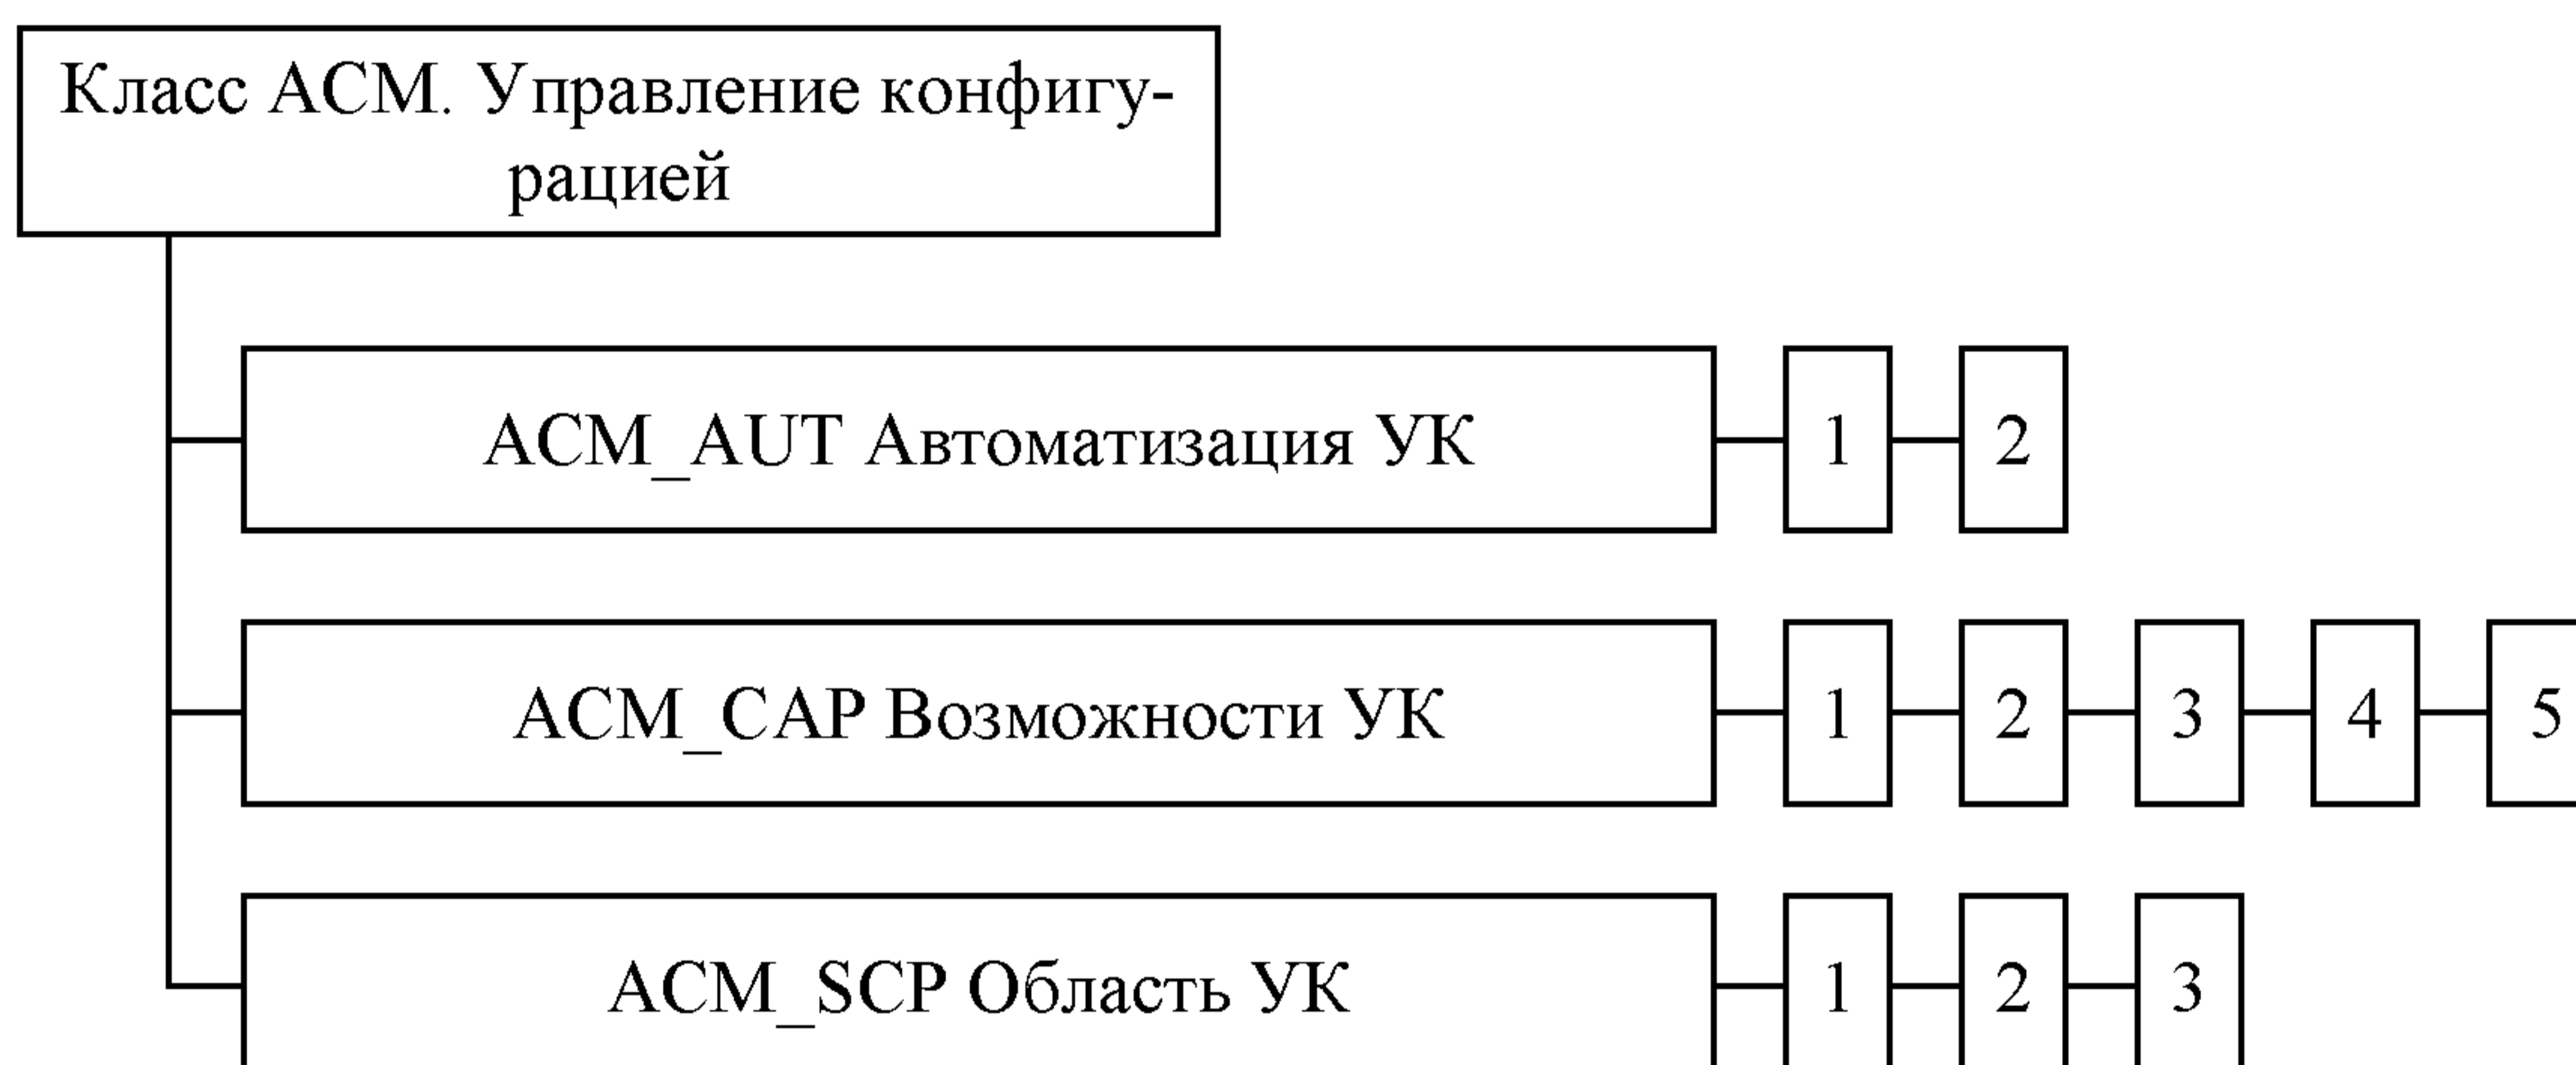 Класс ACM. Управление конфигу-
рацией
ACM_AUT Автоматизация УК 1 2
ACM_CAP Возможности УК 1 2 3 4 5
ACM_SCP Область УК 1 2 3